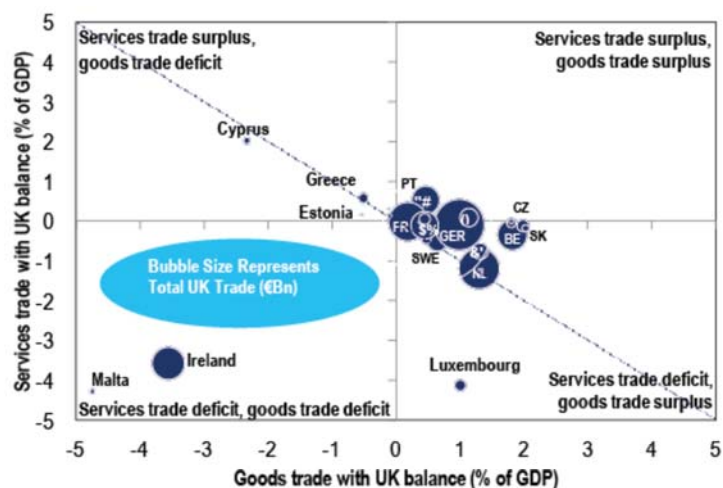 Services trade with UK balance (% of GDP)
5
4
3
2
1
0
-1
-2
-3
-4
-5
Services trade surplus,
goods trade deficit
Services trade surplus,
goods trade surplus
Cyprus
Greece
Estonia
PT
"#
CZ
FR
$%
GER
()
BE
SK
SWE
&
NL
Bubble Size Represents
Total UK Trade (€Bn)
Ireland
Malta
Luxembourg
Services trade deficit, goods trade deficit
Services trade deficit,
goods trade surplus
-5 -4 -3 -2 -1 0 1 2 3 4 5
Goods trade with UK balance (% of GDP)